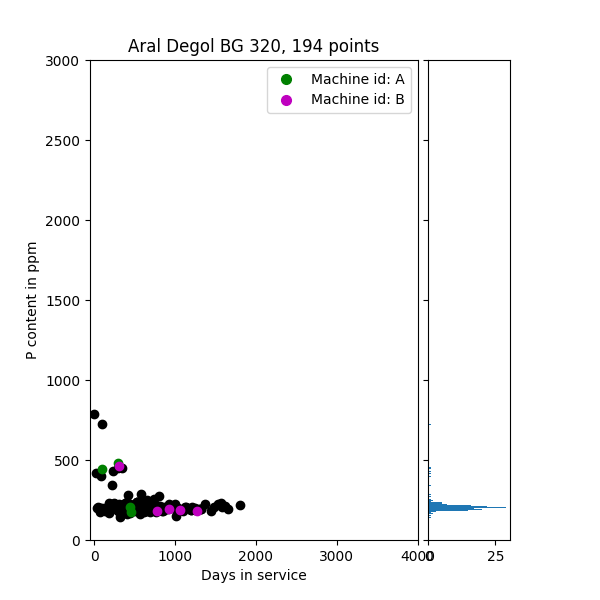 Aral Degol BG 320, 194 points
Machine id: A
Machine id: B
3000
2500
2000
1500
1000
500
0
P content in ppm
0
1000
2000
3000
4000
0
25
Days in service